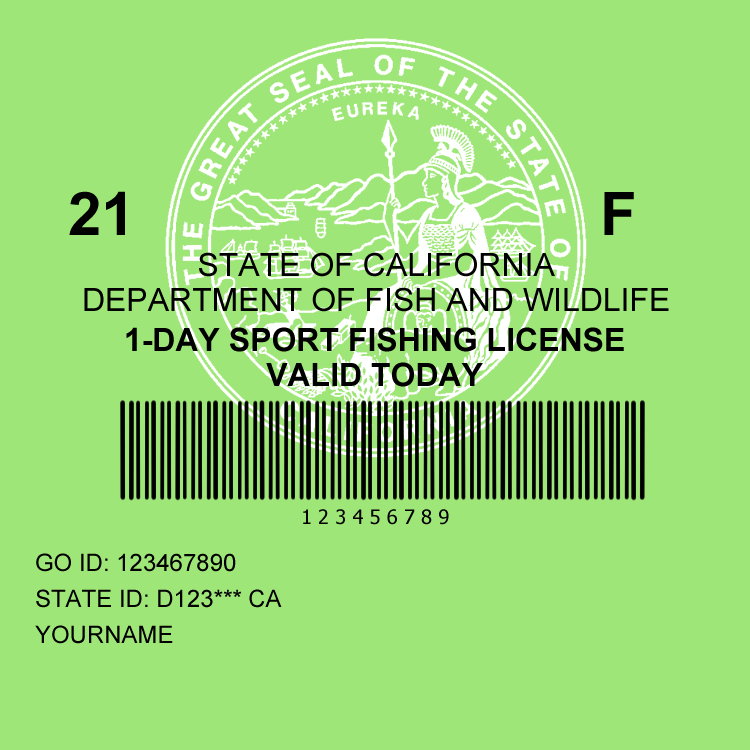 THE GREAT SEAL OF THE STATE OF CALIFORNIA
EUREKA
21 F
STATE OF CALIFORNIA
DEPARTMENT OF FISH AND WILDLIFE
1-DAY SPORT FISHING LICENSE
VALID TODAY
123456789
GO ID: 123467890
STATE ID: D123*** CA
YOURNAME